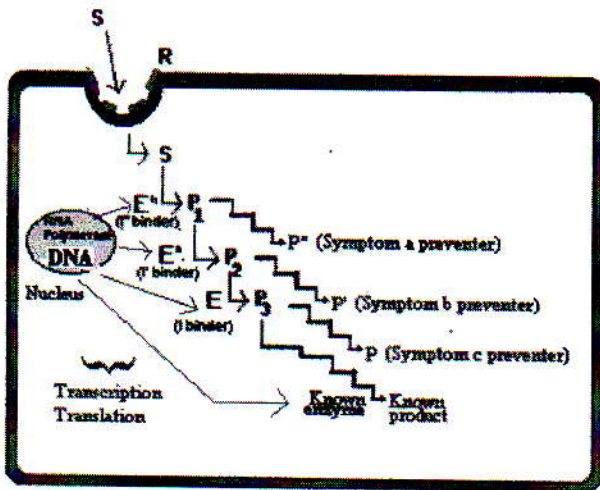 S
R
S
E" P1
(I" binder)
RNA
Polymerase
DNA
Nucleus
P" (Symptom a preventer)
P2
(I' binder)
P' (Symptom b preventer)
E P3
(I binder)
P (Symptom c preventer)
Transcription
Translation
Known enzyme
Known product